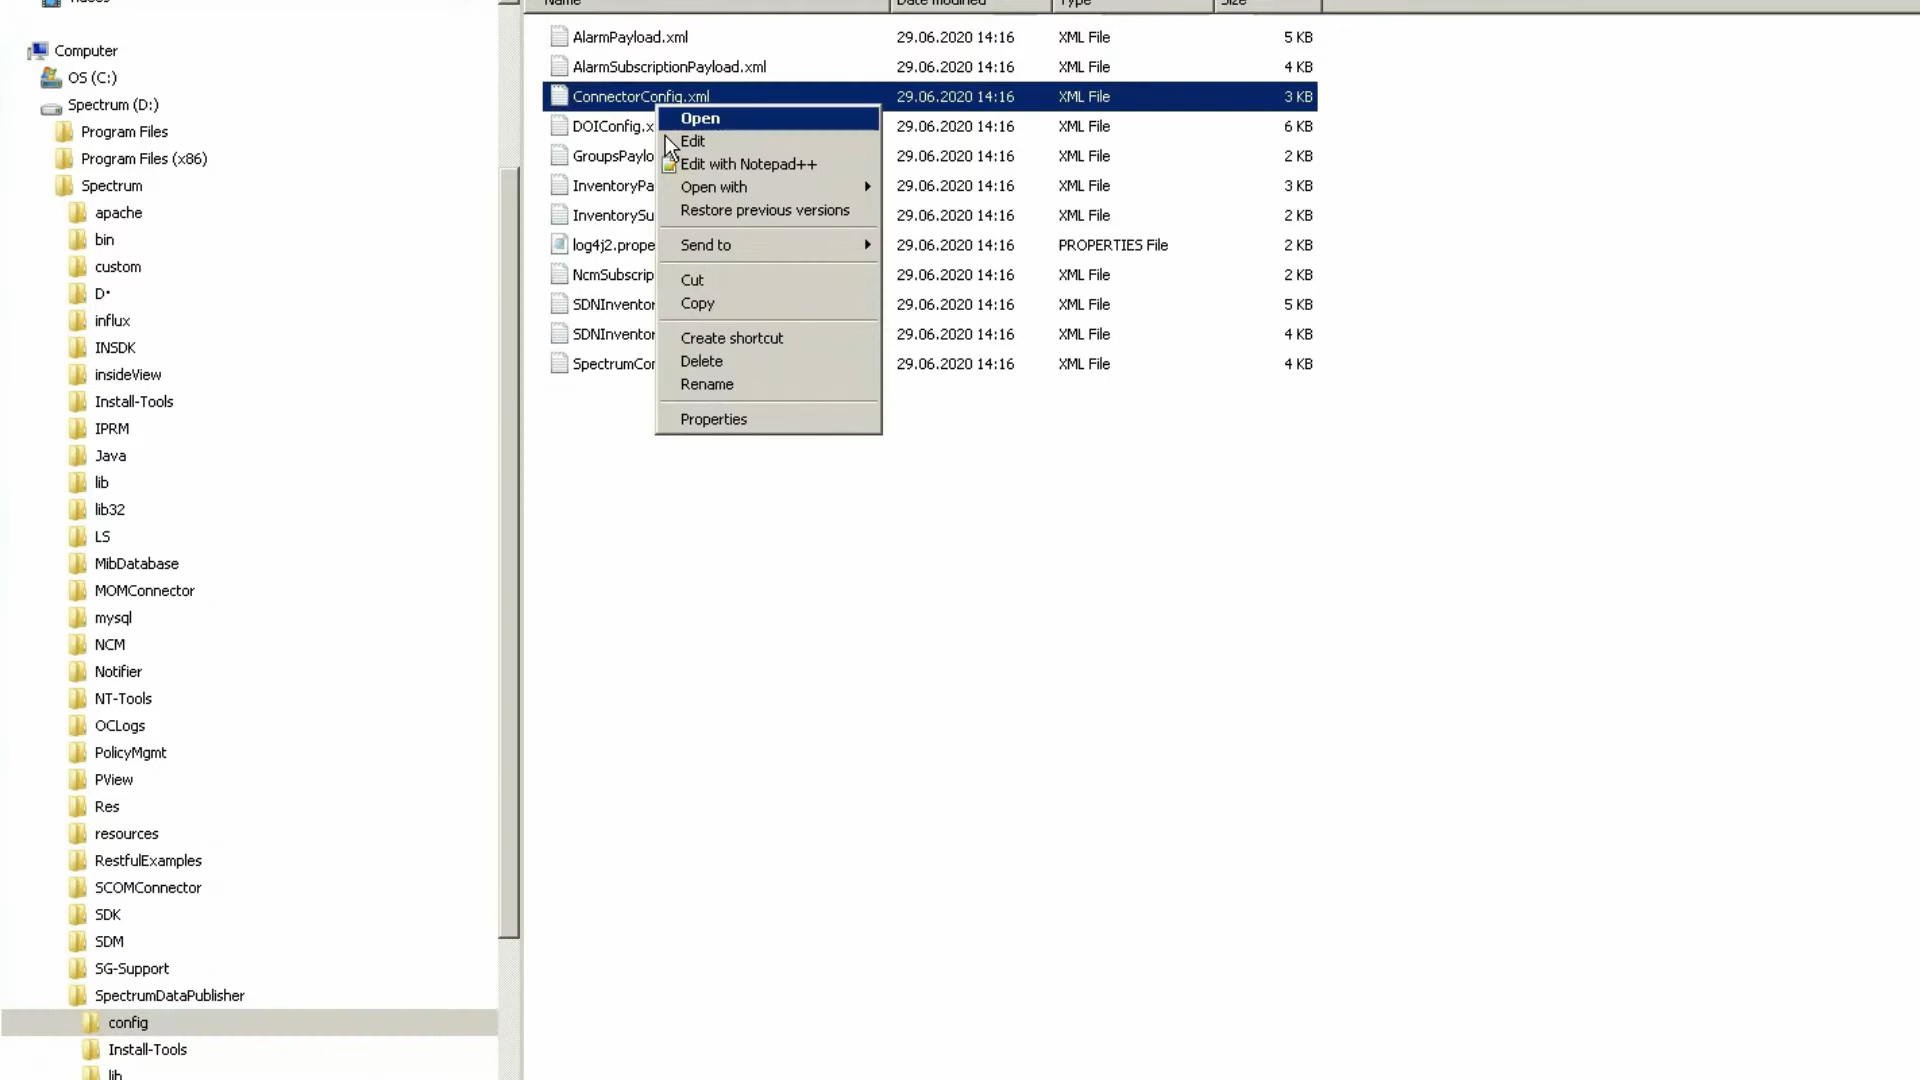 Videos
Computer
OS (C:)
Spectrum (D:)
Program Files
Program Files (x86)
Spectrum
apache
bin
custom
D•
influx
INSDK
insideView
Install-Tools
IPRM
Java
lib
lib32
LS
MibDatabase
MOMConnector
mysql
NCM
Notifier
NT-Tools
OCLogs
PolicyMgmt
PView
Res
resources
RestfulExamples
SCOMConnector
SDK
SDM
SG-Support
SpectrumDataPublisher
config
Install-Tools
lib
Name Date modified Type Size
AlarmPayload.xml 29.06.2020 14:16 XML File 5 KB
AlarmSubscriptionPayload.xml 29.06.2020 14:16 XML File 4 KB
ConnectorConfig.xml 29.06.2020 14:16 XML File 3 KB
DOIConfig.x 29.06.2020 14:16 XML File 6 KB
GroupsPaylo 29.06.2020 14:16 XML File 2 KB
InventoryPa 29.06.2020 14:16 XML File 3 KB
InventorySu 29.06.2020 14:16 XML File 2 KB
log4j2.prope 29.06.2020 14:16 PROPERTIES File 2 KB
NcmSubscrip 29.06.2020 14:16 XML File 2 KB
SDNInventor 29.06.2020 14:16 XML File 5 KB
SDNInventor 29.06.2020 14:16 XML File 4 KB
SpectrumCor 29.06.2020 14:16 XML File 4 KB
Open
Edit
Edit with Notepad++
Open with
Restore previous versions
Send to
Cut
Copy
Create shortcut
Delete
Rename
Properties